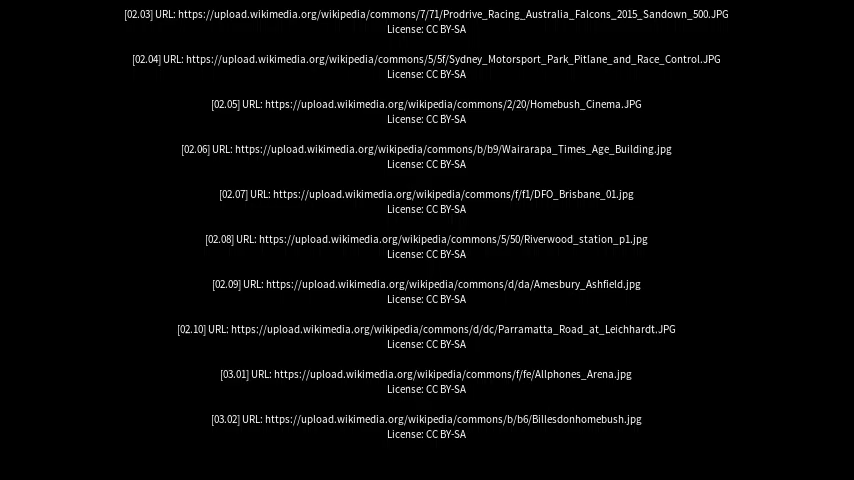 [02.03] URL: https://upload.wikimedia.org/wikipedia/commons/7/71/Prodrive_Racing_Australia_Falcons_2015_Sandown_500.JPG
License: CC BY-SA
[02.04] URL: https://upload.wikimedia.org/wikipedia/commons/5/5f/Sydney_Motorsport_Park_Pitlane_and_Race_Control.JPG
License: CC BY-SA
[02.05] URL: https://upload.wikimedia.org/wikipedia/commons/2/20/Homebush_Cinema.JPG
License: CC BY-SA
[02.06] URL: https://upload.wikimedia.org/wikipedia/commons/b/b9/Wairarapa_Times_Age_Building.jpg
License: CC BY-SA
[02.07] URL: https://upload.wikimedia.org/wikipedia/commons/f/f1/DFO_Brisbane_01.jpg
License: CC BY-SA
[02.08] URL: https://upload.wikimedia.org/wikipedia/commons/5/50/Riverwood_station_p1.jpg
License: CC BY-SA
[02.09] URL: https://upload.wikimedia.org/wikipedia/commons/d/da/Amesbury_Ashfield.jpg
License: CC BY-SA
[02.10] URL: https://upload.wikimedia.org/wikipedia/commons/d/dc/Parramatta_Road_at_Leichhardt.JPG
License: CC BY-SA
[03.01] URL: https://upload.wikimedia.org/wikipedia/commons/f/fe/Allphones_Arena.jpg
License: CC BY-SA
[03.02] URL: https://upload.wikimedia.org/wikipedia/commons/b/b6/Billesdonhomebush.jpg
License: CC BY-SA